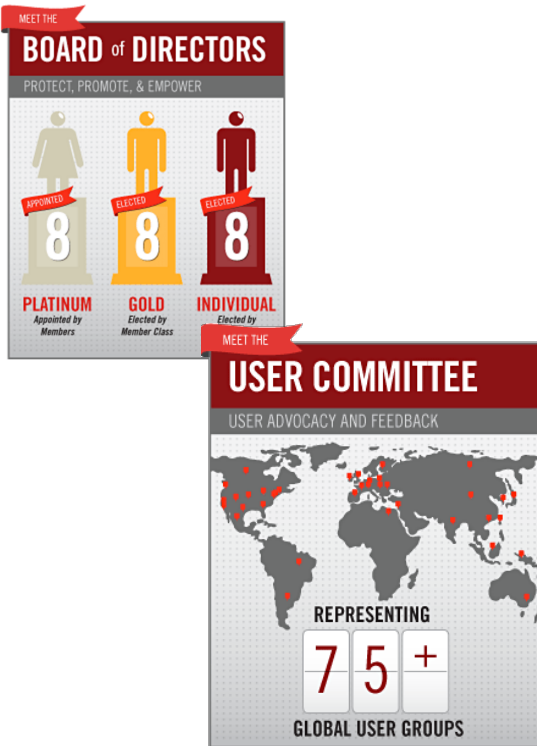 MEET THE
BOARD of DIRECTORS
PROTECT, PROMOTE, & EMPOWER
APPOINTED
8
PLATINUM
Appointed by
Members
ELECTED
8
GOLD
Elected by
Member Class
ELECTED
8
INDIVIDUAL
Elected by
MEET THE
USER COMMITTEE
USER ADVOCACY AND FEEDBACK
REPRESENTING
75+
GLOBAL USER GROUPS